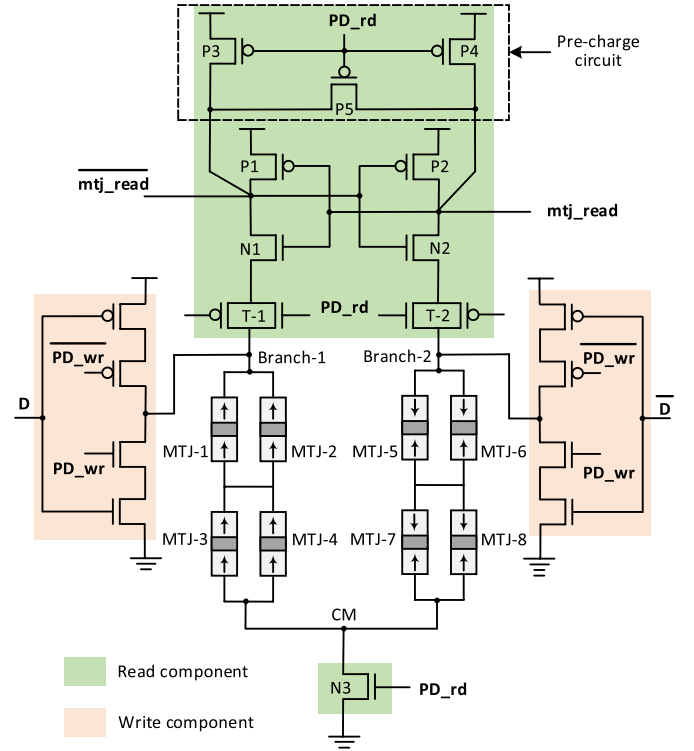 PD_rd
P3
P4
Pre-charge
circuit
P5
P1
P2
mtj_read
mtj_read
N1
N2
PD_rd
T-1
T-2
Branch-1
Branch-2
PD_wr
PD_wr
D
D
MTJ-1
MTJ-2
MTJ-5
MTJ-6
PD_wr
PD_wr
MTJ-3
MTJ-4
MTJ-7
MTJ-8
CM
Read component
N3
PD_rd
Write component